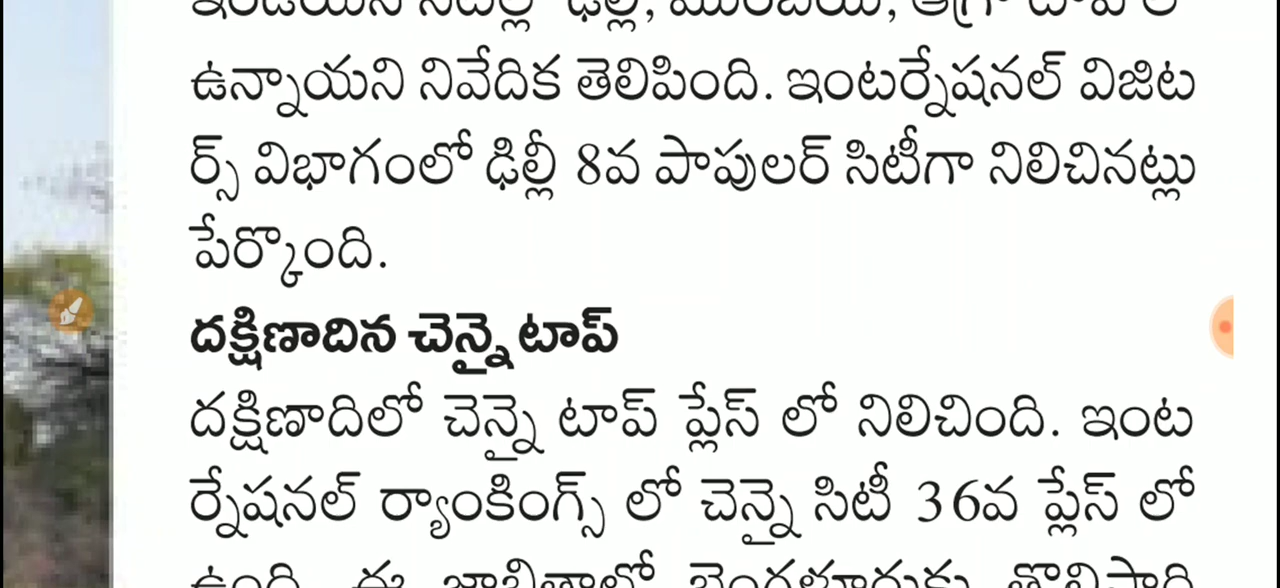 ఉన్నాయని నివేదిక తెలిపింది. ఇంటర్నేషనల్ విజిట
ర్స్ విభాగంలో ఢిల్లీ 8వ పాపులర్ సిటీగా నిలిచినట్లు
పేర్కొంది.
దక్షిణాదిన చెన్నై టాప్
దక్షిణాదిలో చెన్నై టాప్ ప్లేస్ లో నిలిచింది. ఇంట
ర్నేషనల్ ర్యాంకింగ్స్ లో చెన్నై సిటీ 36వ ప్లేస్ లో